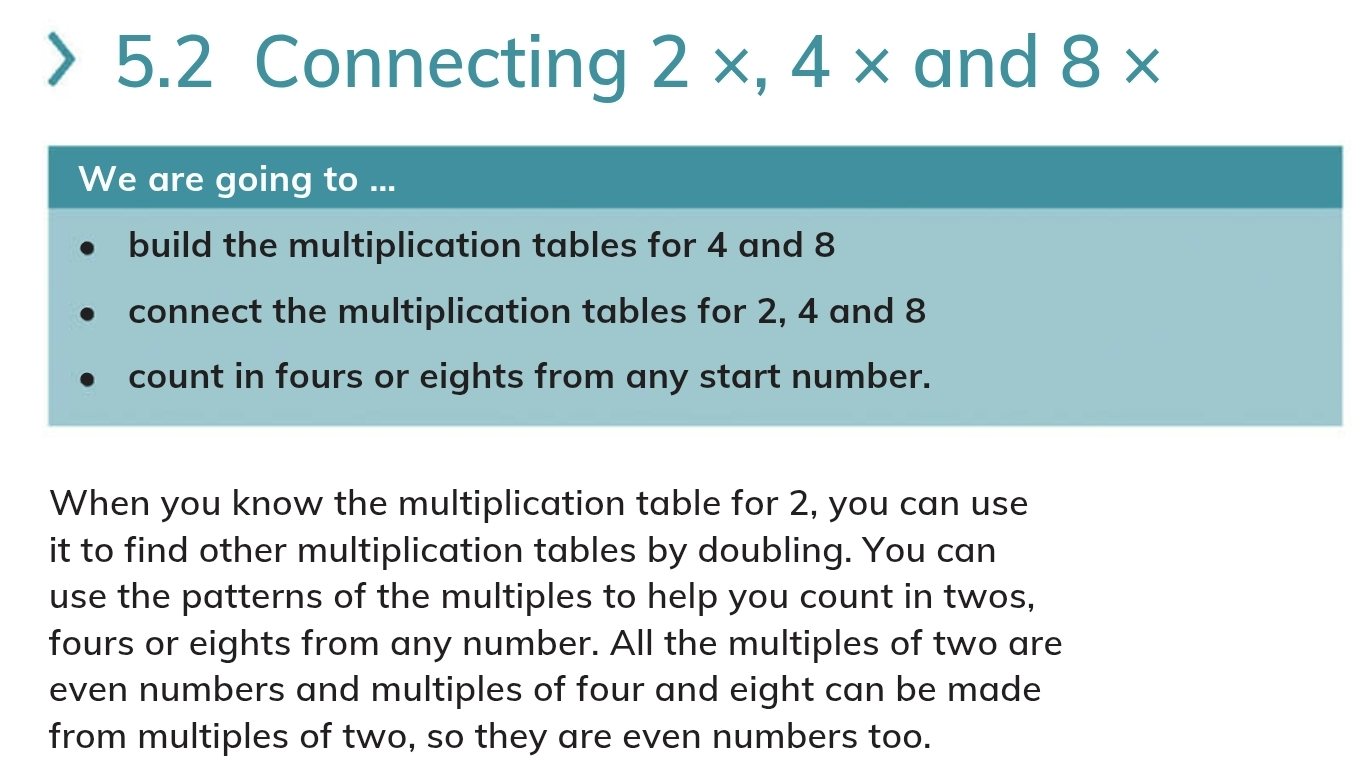 5.2 Connecting 2 ×, 4 × and 8 ×
We are going to ...
• build the multiplication tables for 4 and 8
• connect the multiplication tables for 2, 4 and 8
• count in fours or eights from any start number.
When you know the multiplication table for 2, you can use
it to find other multiplication tables by doubling. You can
use the patterns of the multiples to help you count in twos,
fours or eights from any number. All the multiples of two are
even numbers and multiples of four and eight can be made
from multiples of two, so they are even numbers too.